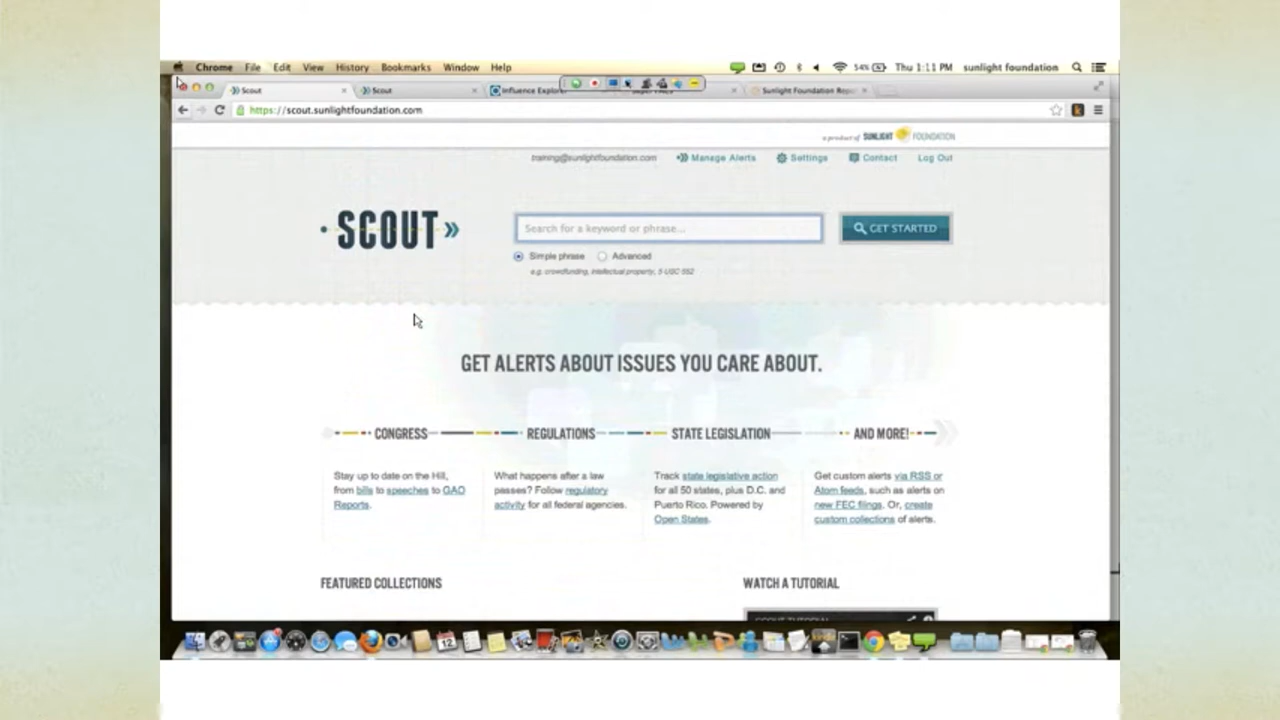 Chrome File Edit View History Bookmarks Window Help 54% Thu 1:11 PM sunlight foundation
Scout Scout Influence Explor Sunlight Foundation Repor
https://scout.sunlightfoundation.com
a product of SUNLIGHT FOUNDATION
training@sunlightfoundation.com Manage Alerts Settings Contact Log Out
SCOUT Search for a keyword or phrase... GET STARTED
Simple phrase Advanced
e.g. crowdfunding, intellectual property, 5 USC 552
GET ALERTS ABOUT ISSUES YOU CARE ABOUT.
CONGRESS REGULATIONS STATE LEGISLATION AND MORE!
Stay up to date on the Hill,
from bills to speeches to GAO
Reports.
What happens after a law
passes? Follow regulatory
activity for all federal agencies.
Track state legislative action
for all 50 states, plus D.C. and
Puerto Rico. Powered by
Open States.
Get custom alerts via RSS or
Atom feeds, such as alerts on
new FEC filings. Or, create
custom collections of alerts.
FEATURED COLLECTIONS WATCH A TUTORIAL
SCOUT TUTORIAL
12